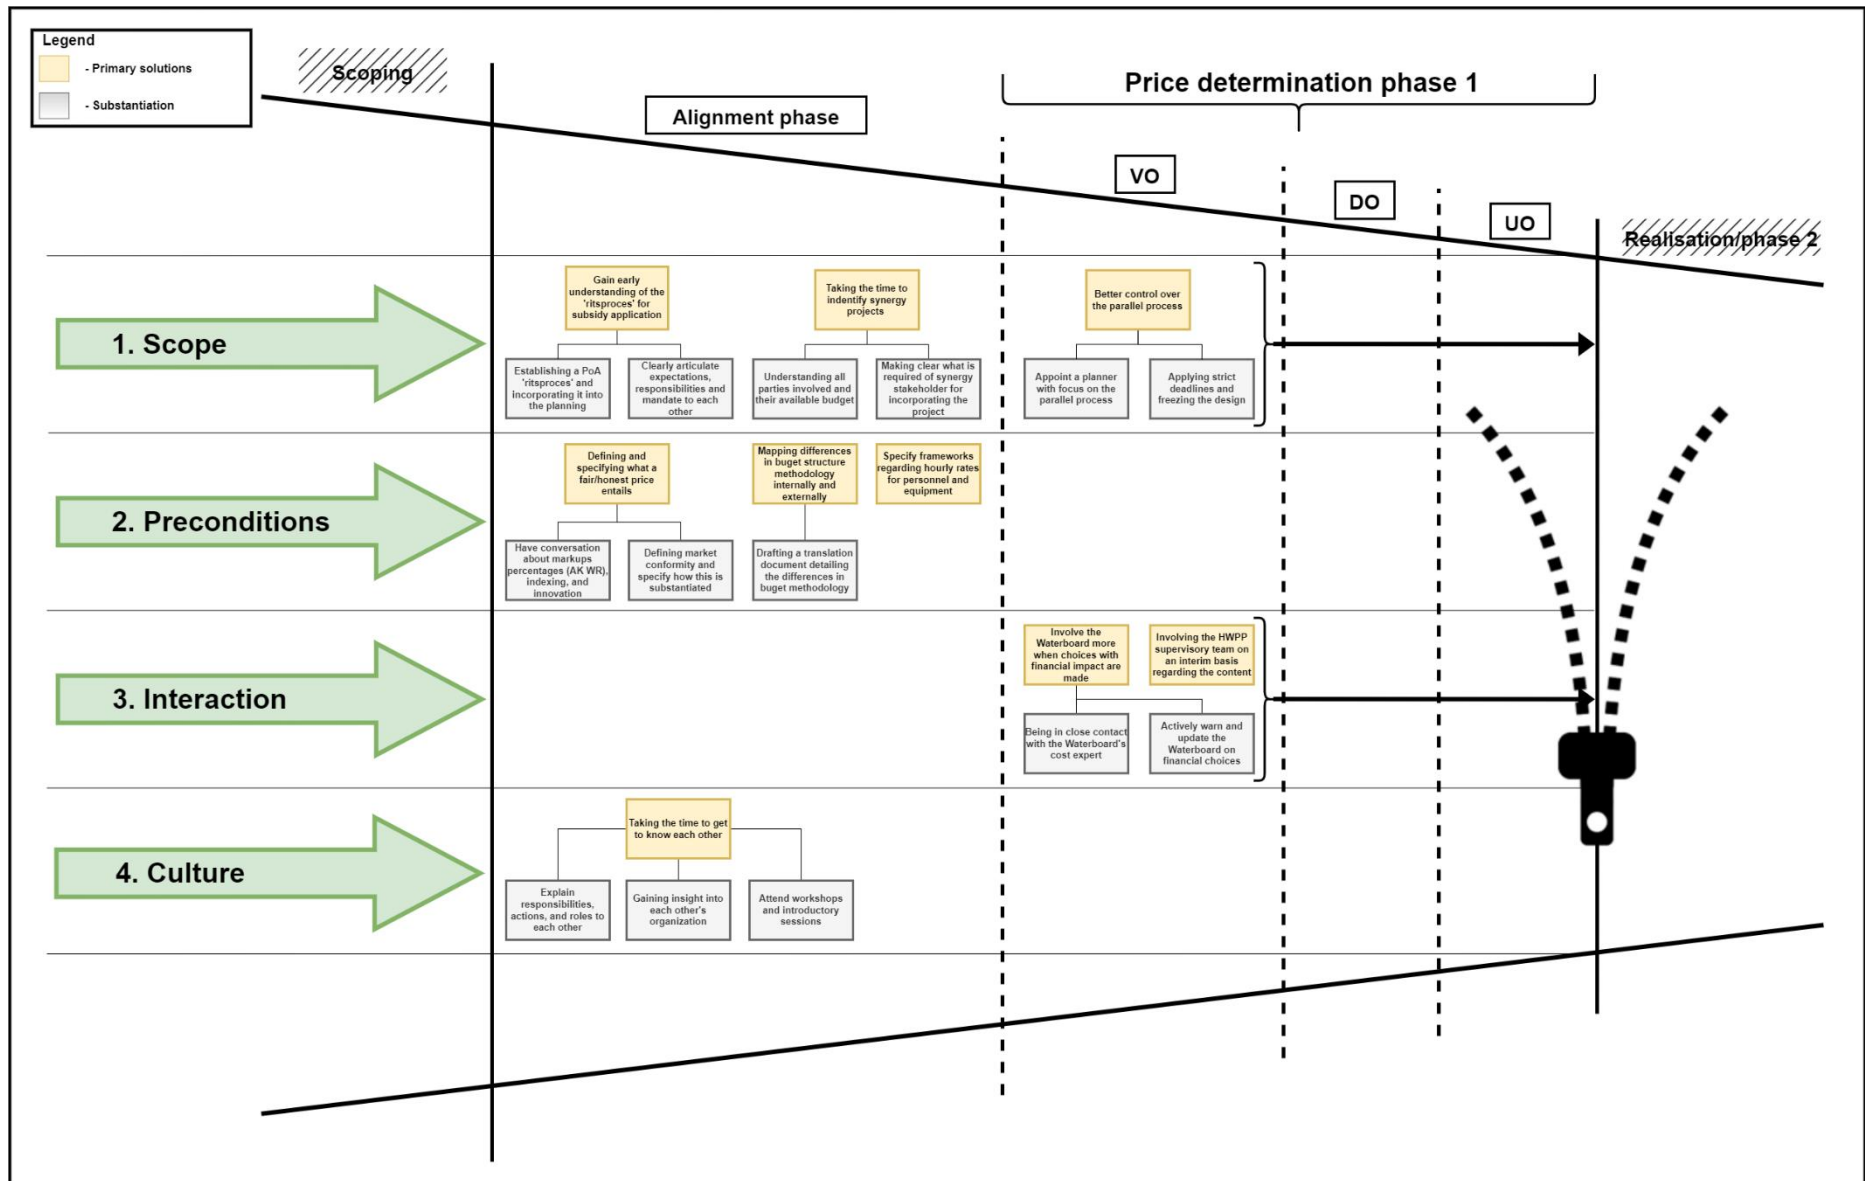 Legend
- Primary solutions
- Substantiation
Scoping
Alignment phase
Price determination phase 1
VO
DO
UO
Realisation/phase 2
1. Scope
Gain early
understanding of the
'ritsproces' for
subsidy application
Establishing a PoA
'ritsproces' and
incorporating it into
the planning
Clearly articulate
expectations,
responsibilities and
mandate to each
other
Taking the time to
indentify synergy
projects
Understanding all
parties involved and
their available budget
Making clear what is
required of synergy
stakeholder for
incorporating the
project
Better control over
the parallel process
Appoint a planner
with focus on the
parallel process
Applying strict
deadlines and
freezing the design
2. Preconditions
Defining and
specifying what a
fair/honest price
entails
Have conversation
about markups
percentages (AK WR),
indexing, and
innovation
Defining market
conformity and
specify how this is
substantiated
Mapping differences
in buget structure
methodology
internally and
externally
Drafting a translation
document detailing
the differences in
buget methodology
Specify frameworks
regarding hourly rates
for personnel and
equipment
3. Interaction
Involve the
Waterboard more
when choices with
financial impact are
made
Being in close contact
with the Waterboard's
cost expert
Actively warn and
update the
Waterboard on
financial choices
Involving the HWPP
supervisory team on
an interim basis
regarding the content
4. Culture
Taking the time to get
to know each other
Explain
responsibilities,
actions, and roles to
each other
Gaining insight into
each other's
organization
Attend workshops
and introductory
sessions